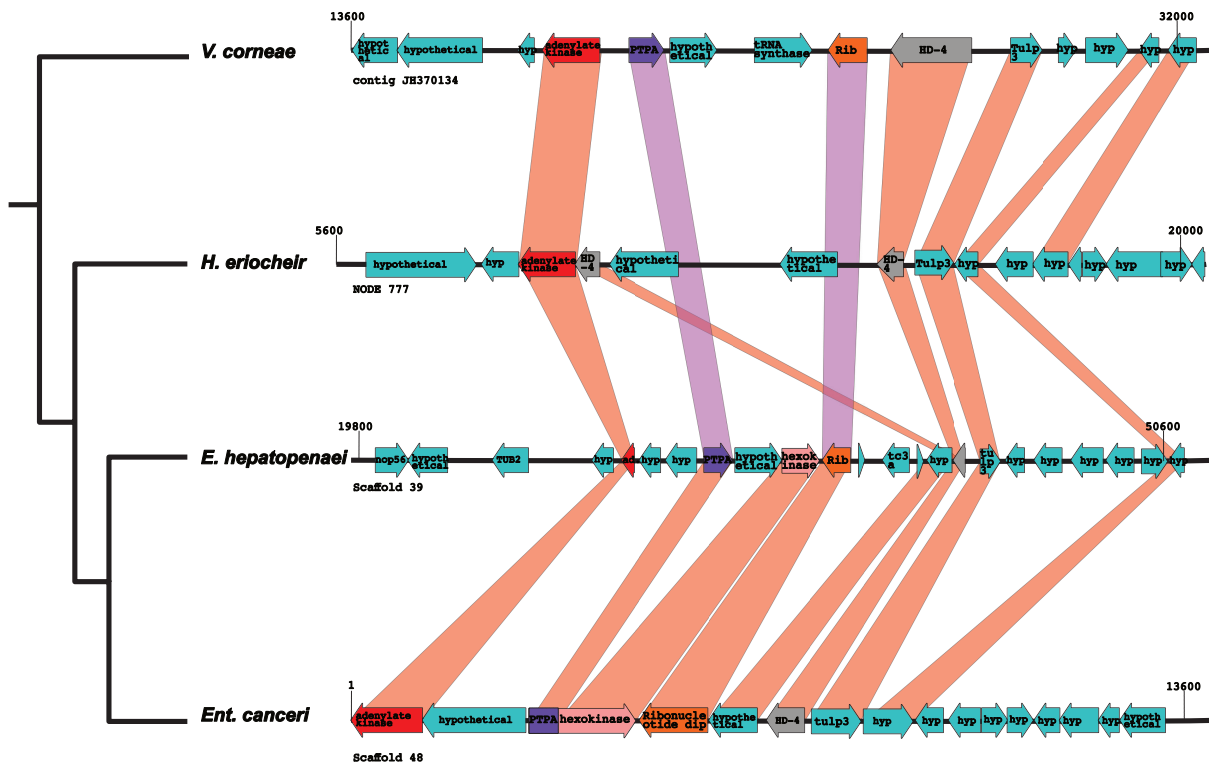 13600
32000
V. corneae
hypot
hetic
al
hypothetical
hyp
adenylate
kinase
PTPA
hypoth
etical
tRNA
synthase
Rib
HD-4
Tulp
3
hyp
hyp
hyp
hyp
contig JH370134
5600
20000
H. eriocheir
hypothetical
hyp
adenylate
kinase
HD
-4
hypotheti
cal
hypothe
tical
HD-
4
Tulp3
hyp
hyp
hyp
hyp
hyp
hyp
NODE 777
19800
50600
E. hepatopenaei
nop56
hypoth
etical
TUB2
hyp
ad
hyp
hyp
PTPA
hypoth
etical
hexok
inase
Rib
tc3
a
hyp
tu
lp
3
hyp
hyp
hyp
hyp
hyp
hyp
Scaffold 39
1
13600
Ent. canceri
adenylate
kinase
hypothetical
PTPA
hexokinase
Ribonucle
otide dip
hypothe
tical
HD-4
tulp3
hyp
hyp
hyp
hyp
hyp
hyp
hyp
hyp
hypoth
etical
Scaffold 48